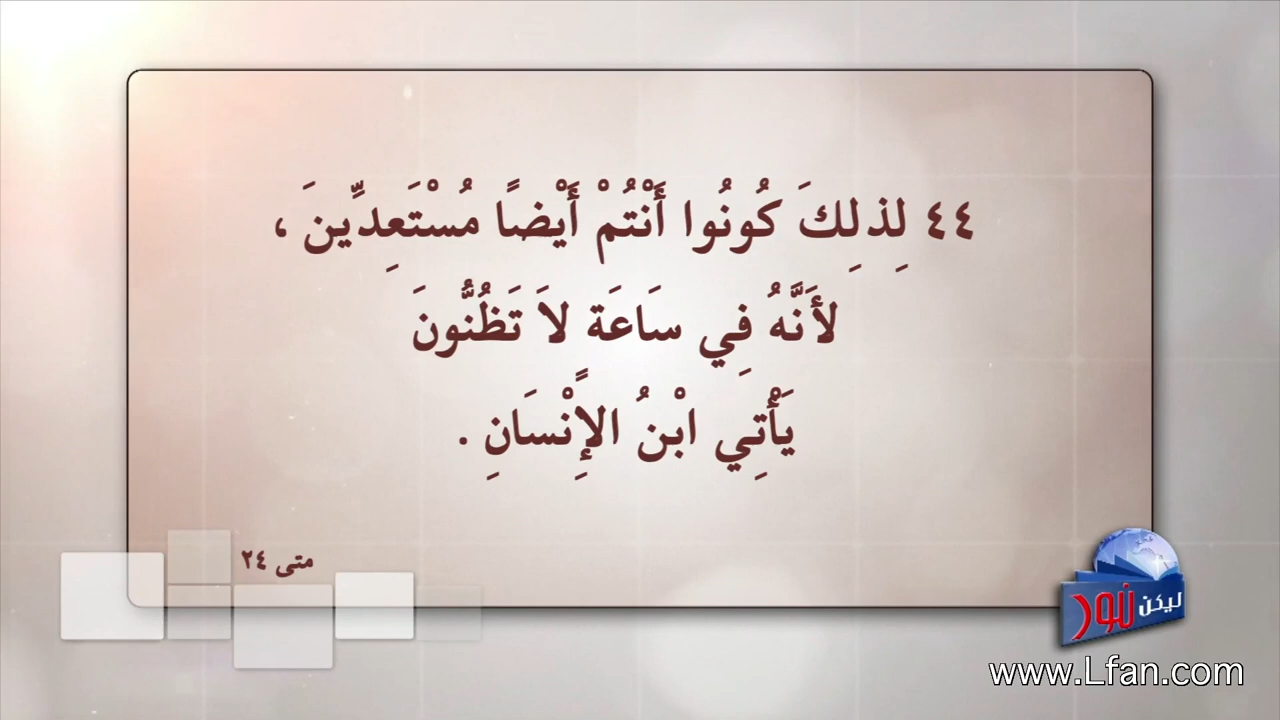 ٤٤ لِذلِكَ كُونُوا أَنْتُمْ أَيْضًا مُسْتَعِدِّينَ ،
لأَنَّهُ فِي سَاعَةٍ لاَ تَظُنُّونَ
يَأْتِي ابْنُ الإِنْسَانِ .
متى ٢٤
ليكن نور
www.Lfan.com